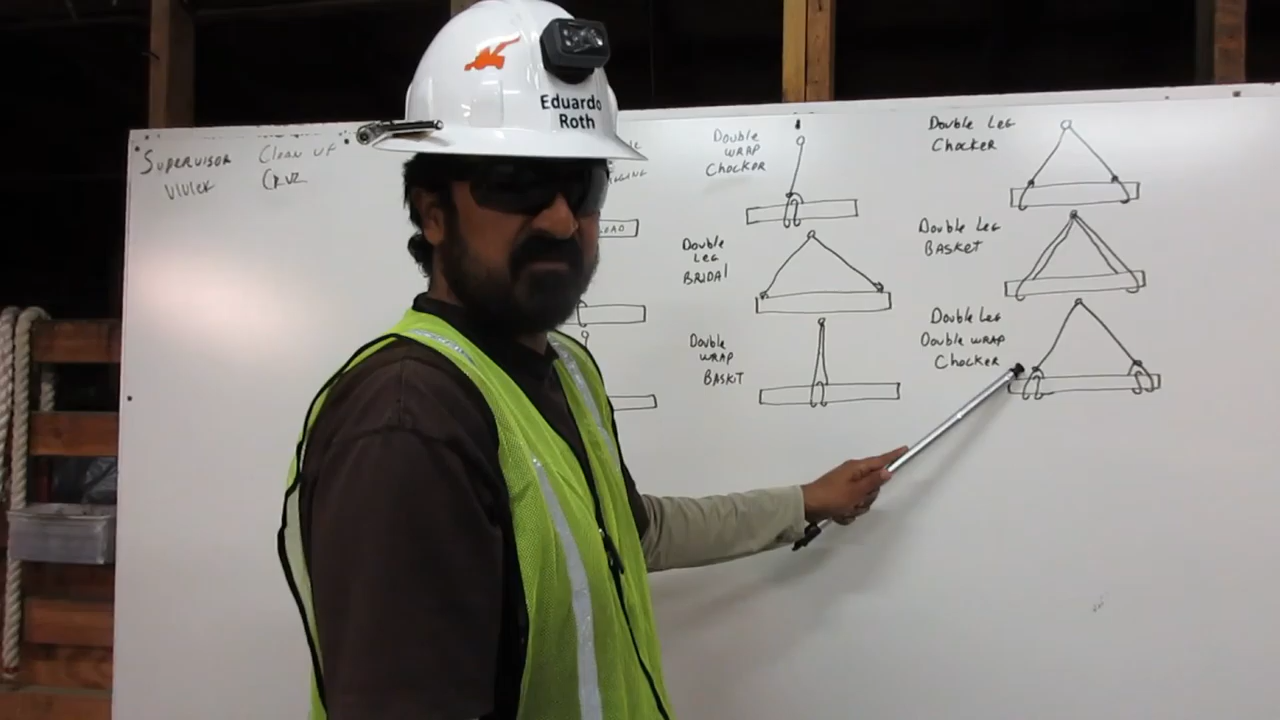 Eduardo
Roth
SUPERVISOR
Clean up
CRUZ
Double
WRAP
CHOCKER
Double
LEG
BRIDAl
Double
WRAP
BASKIT
Double LEG
CHOCKER
Double LEG
BASKET
Double LEG
Double WRAP
CHOCKER